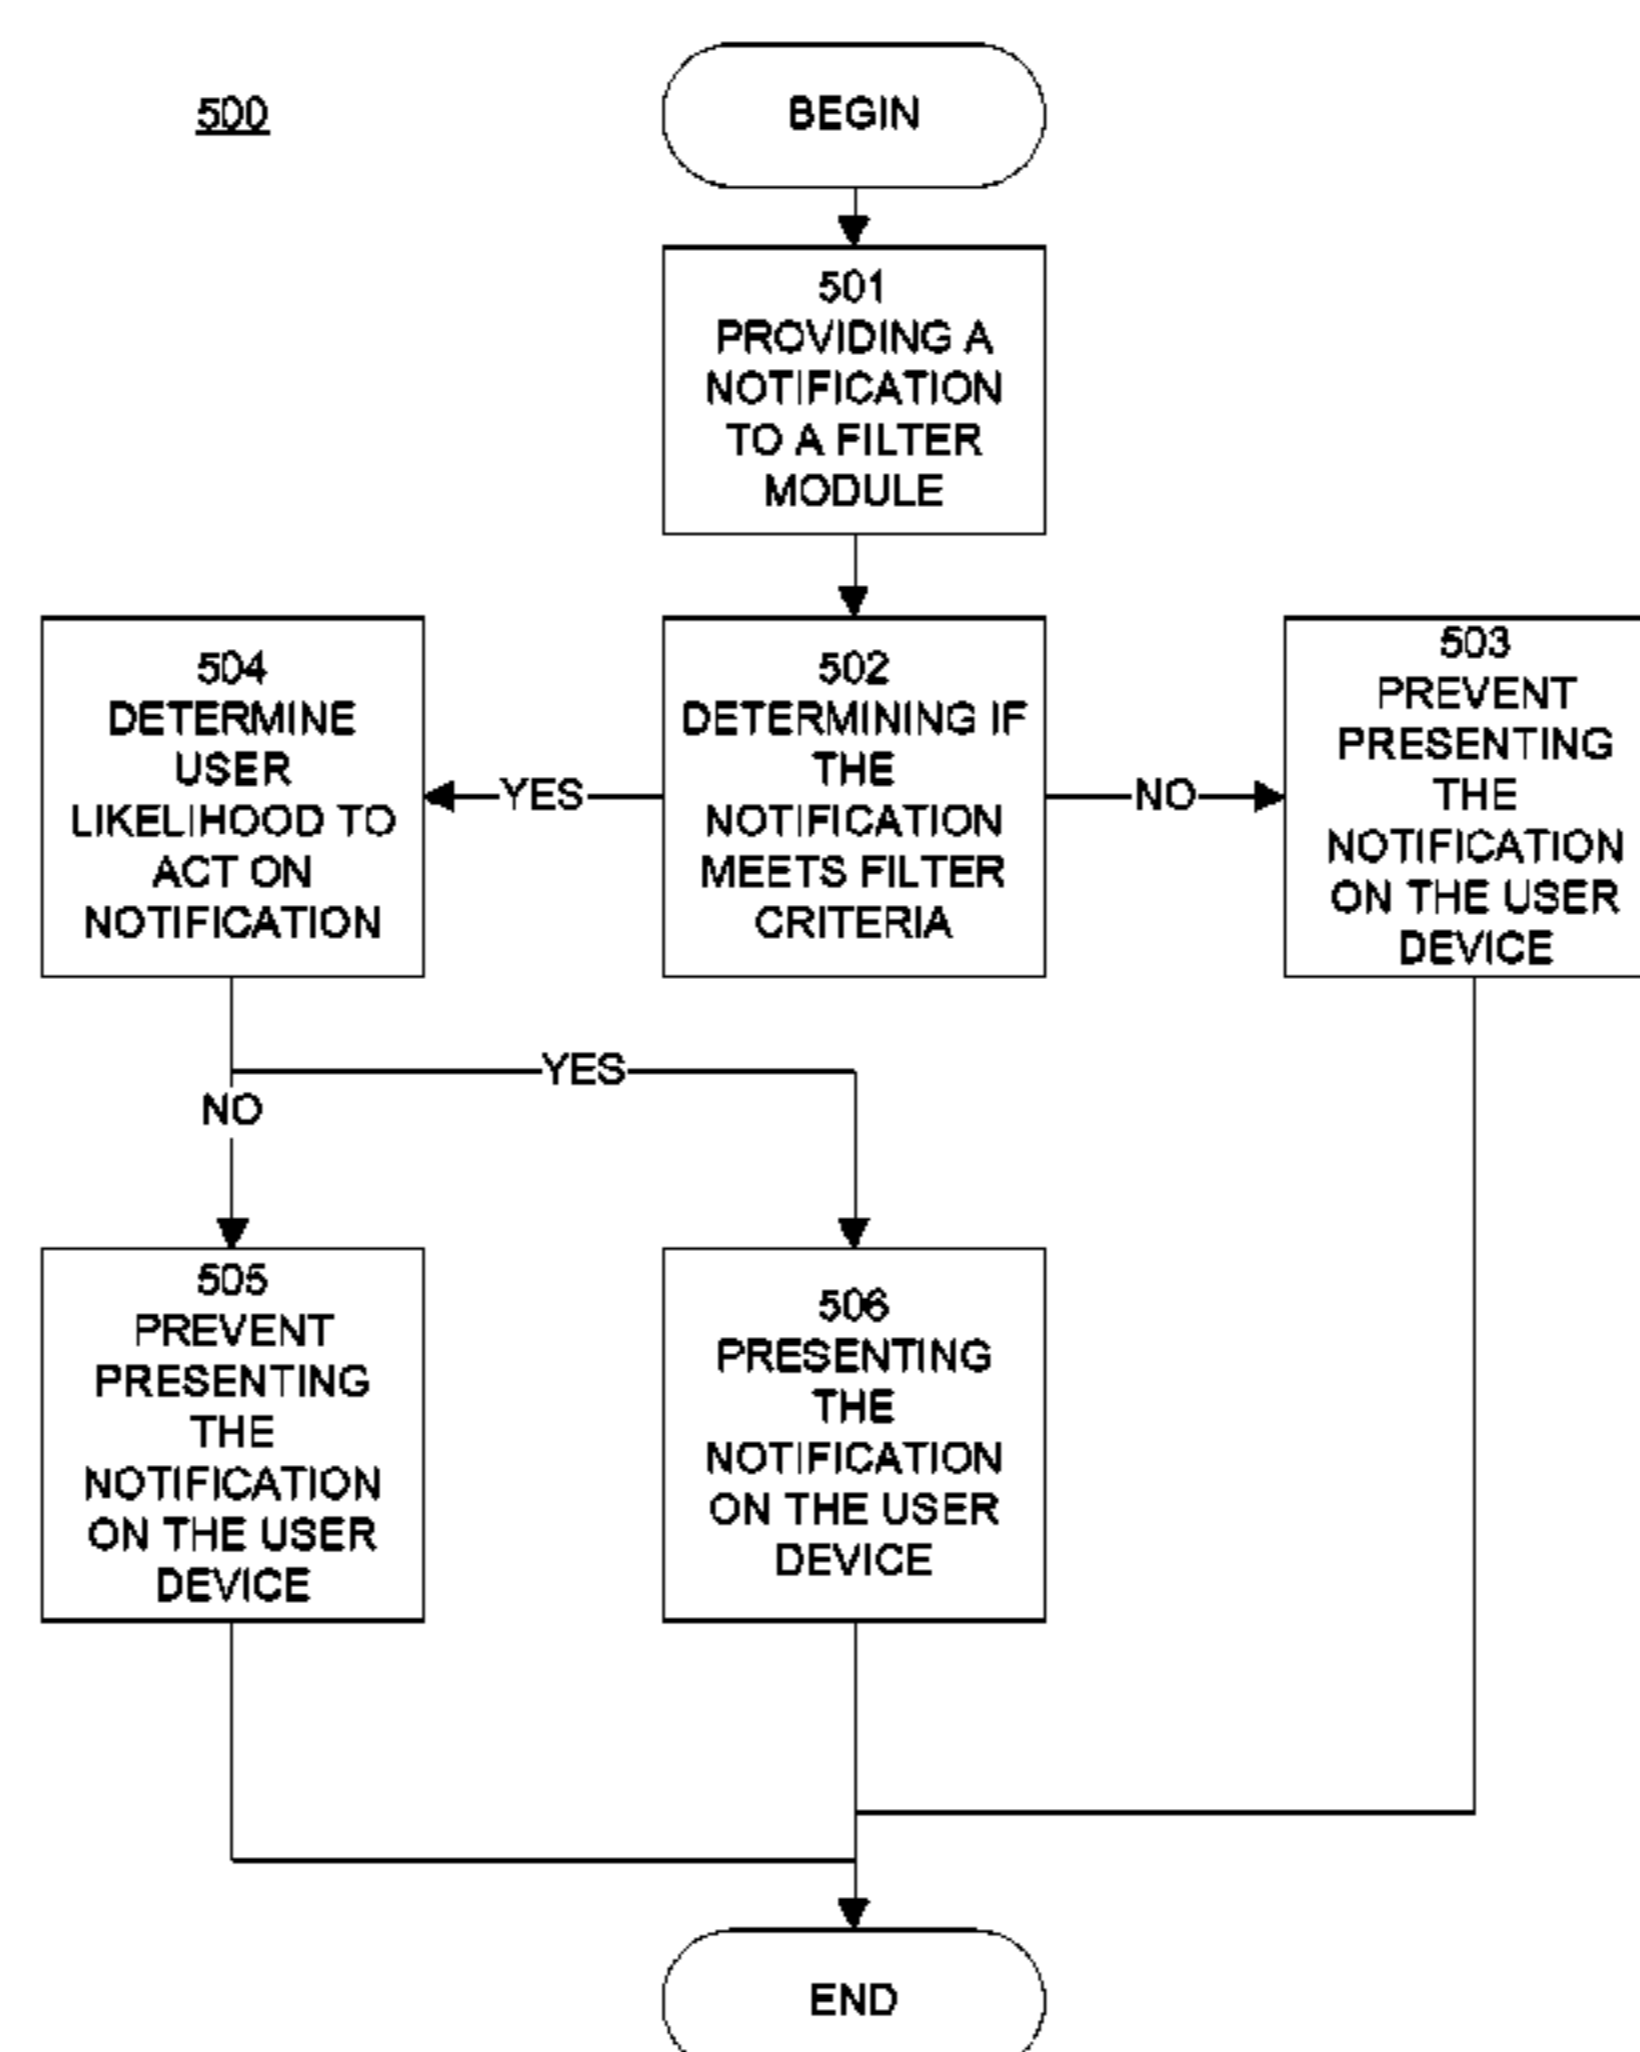 500
BEGIN
501
PROVIDING A
NOTIFICATION
TO A FILTER
MODULE
504
DETERMINE
USER
LIKELIHOOD TO
ACT ON
NOTIFICATION
YES
502
DETERMINING IF
THE
NOTIFICATION
MEETS FILTER
CRITERIA
NO
503
PREVENT
PRESENTING
THE
NOTIFICATION
ON THE USER
DEVICE
YES
NO
505
PREVENT
PRESENTING
THE
NOTIFICATION
ON THE USER
DEVICE
506
PRESENTING
THE
NOTIFICATION
ON THE USER
DEVICE
END